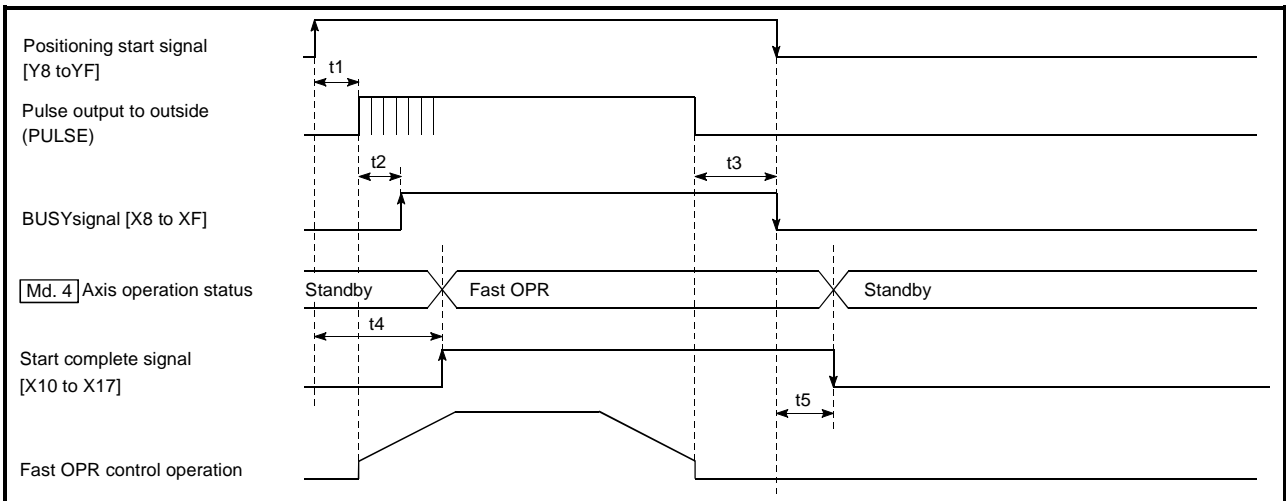 Positioning start signal
[Y8 toYF]
t1
Pulse output to outside
(PULSE)
t2
t3
BUSYsignal [X8 to XF]
Md. 4 Axis operation status
Standby
Fast OPR
Standby
t4
Start complete signal
[X10 to X17]
t5
Fast OPR control operation